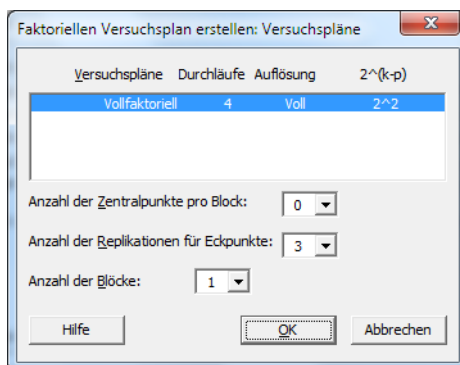 Faktoriellen Versuchsplan erstellen: Versuchspläne
Versuchspläne Durchläufe Auflösung 2^(k-p)
Vollfaktoriell 4 Voll 2^2
Anzahl der Zentralpunkte pro Block: 0
Anzahl der Replikationen für Eckpunkte: 3
Anzahl der Blöcke: 1
Hilfe OK Abbrechen